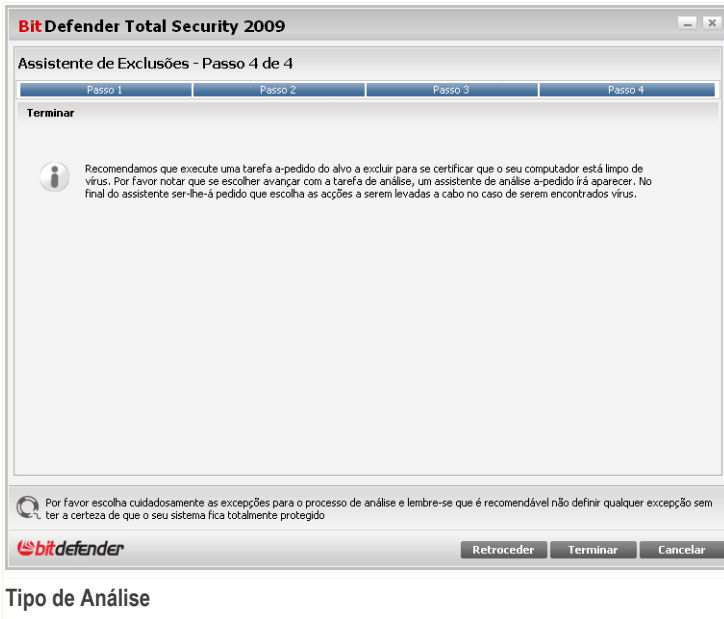 BitDefender Total Security 2009
Assistente de Exclusões - Passo 4 de 4
Passo 1 Passo 2 Passo 3 Passo 4
Terminar
Recomendamos que execute uma tarefa a-pedido do alvo a excluir para se certificar que o seu computador está limpo de
vírus. Por favor notar que se escolher avançar com a tarefa de análise, um assistente de análise a-pedido irá aparecer. No
final do assistente ser-lhe-á pedido que escolha as acções a serem levadas a cabo no caso de serem encontrados vírus.
Por favor escolha cuidadosamente as excepções para o processo de análise e lembre-se que é recomendável não definir qualquer excepção sem
ter a certeza de que o seu sistema fica totalmente protegido
bitdefender
Retroceder Terminar Cancelar
Tipo de Análise